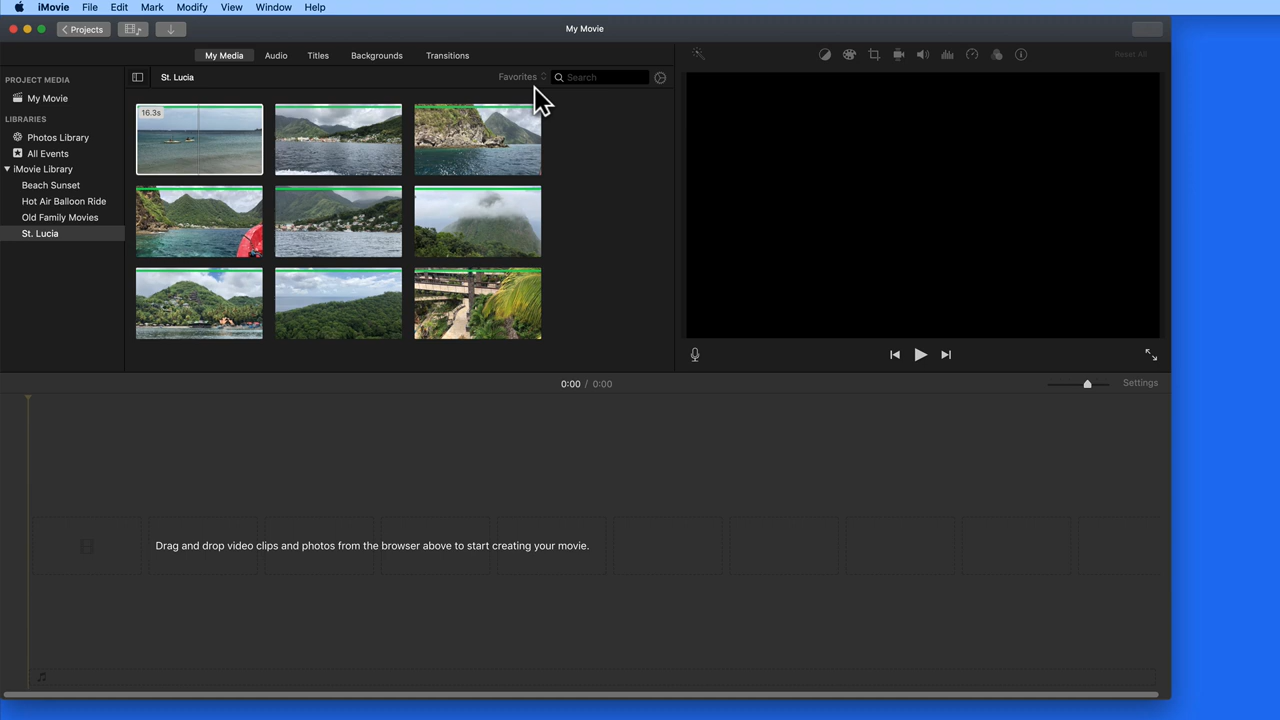 iMovie File Edit Mark Modify View Window Help
Projects My Movie
My Media Audio Titles Backgrounds Transitions Reset All
PROJECT MEDIA St. Lucia Favorites Search
My Movie
LIBRARIES
Photos Library
All Events
iMovie Library
Beach Sunset
Hot Air Balloon Ride
Old Family Movies
St. Lucia
16.3s
0:00 / 0:00 Settings
Drag and drop video clips and photos from the browser above to start creating your movie.